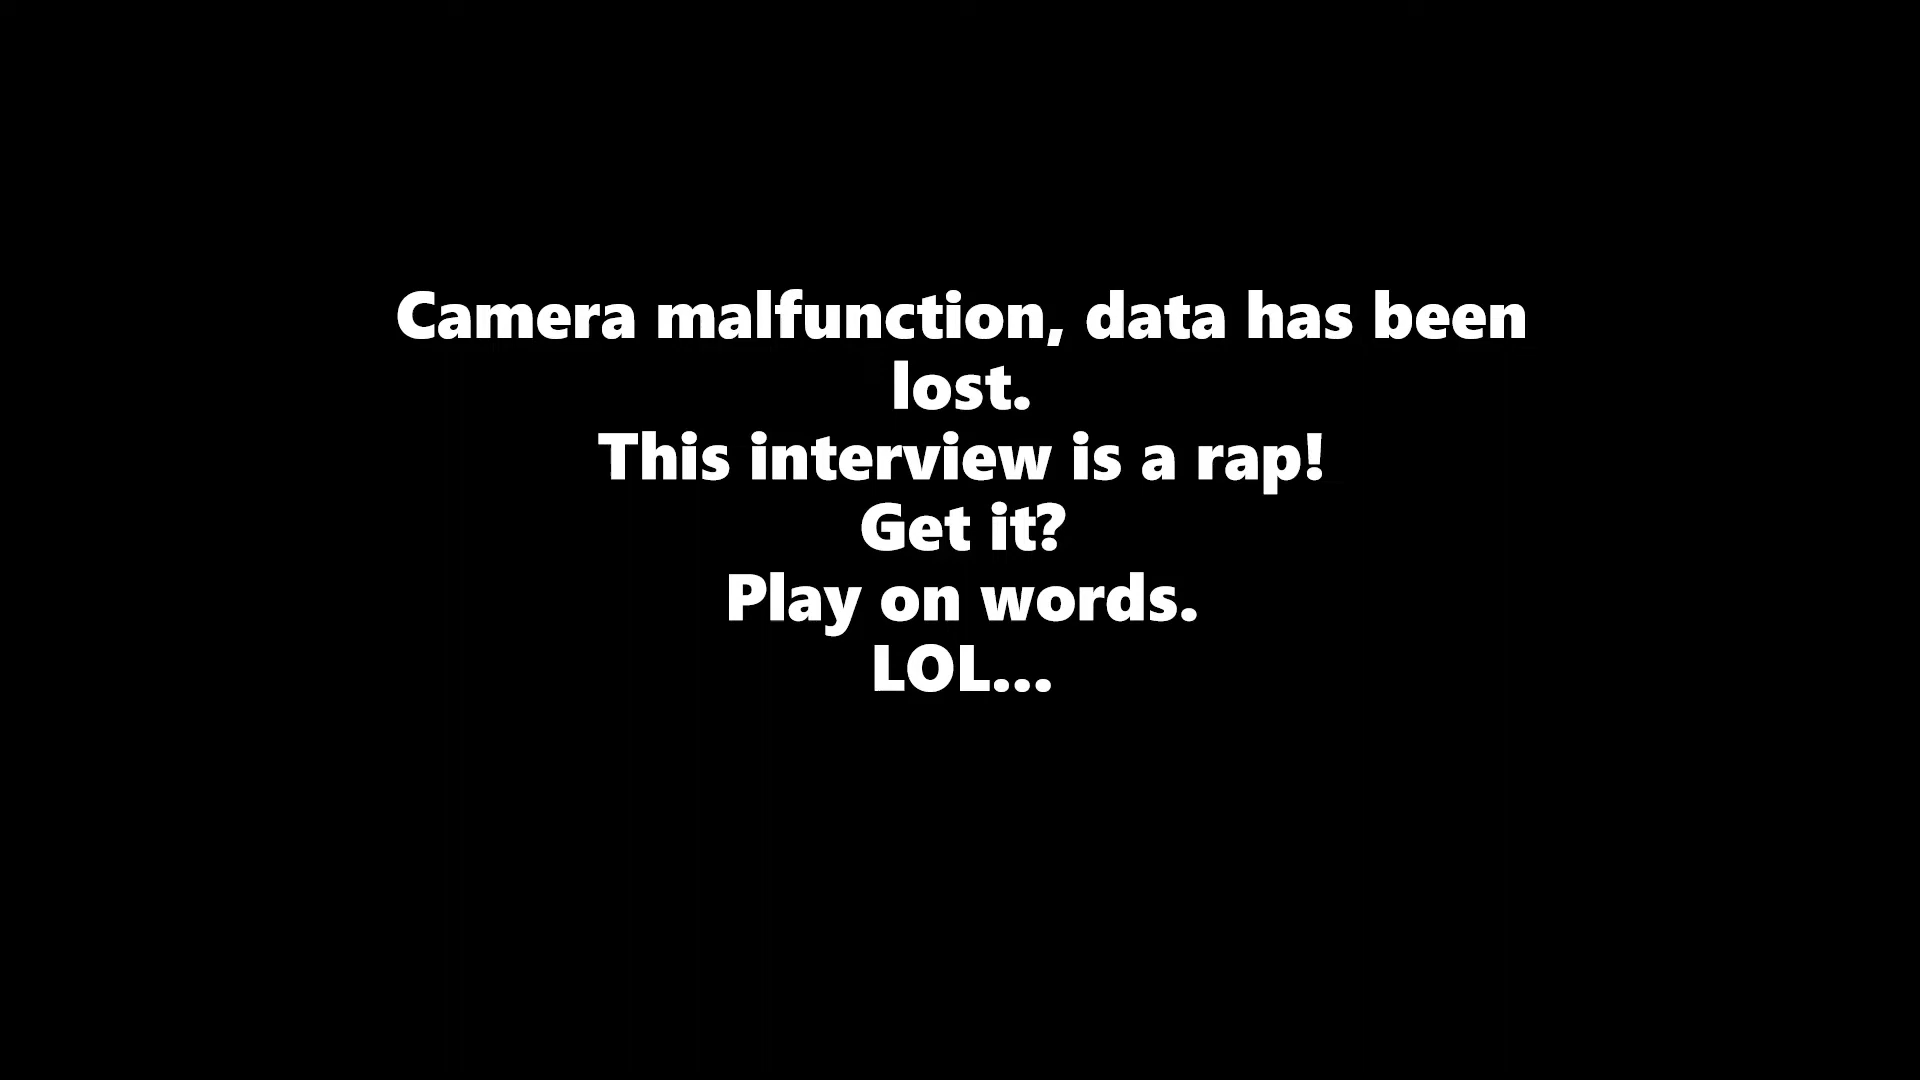 Camera malfunction, data has been
lost.
This interview is a rap!
Get it?
Play on words.
LOL...